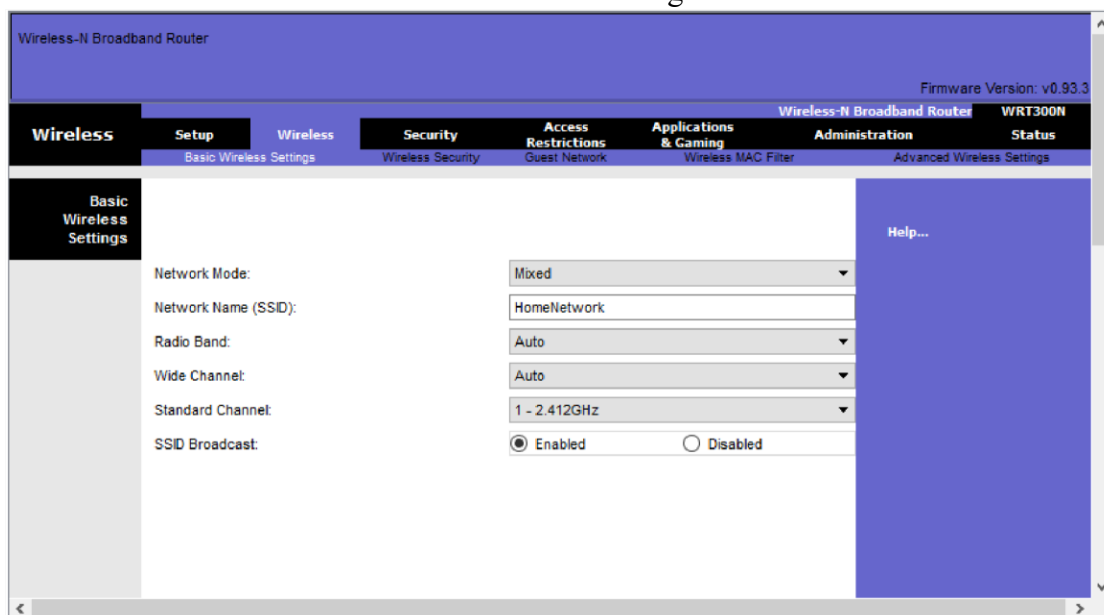 Wireless-N Broadband Router
Firmware Version: v0.93.3
Wireless-N Broadband Router WRT300N
Wireless Setup Wireless Security Access Restrictions Applications & Gaming Administration Status
Basic Wireless Settings Wireless Security Guest Network Wireless MAC Filter Advanced Wireless Settings
Basic
Wireless
Settings
Help...
Network Mode: Mixed
Network Name (SSID): HomeNetwork
Radio Band: Auto
Wide Channel: Auto
Standard Channel: 1 - 2.412GHz
SSID Broadcast: Enabled Disabled